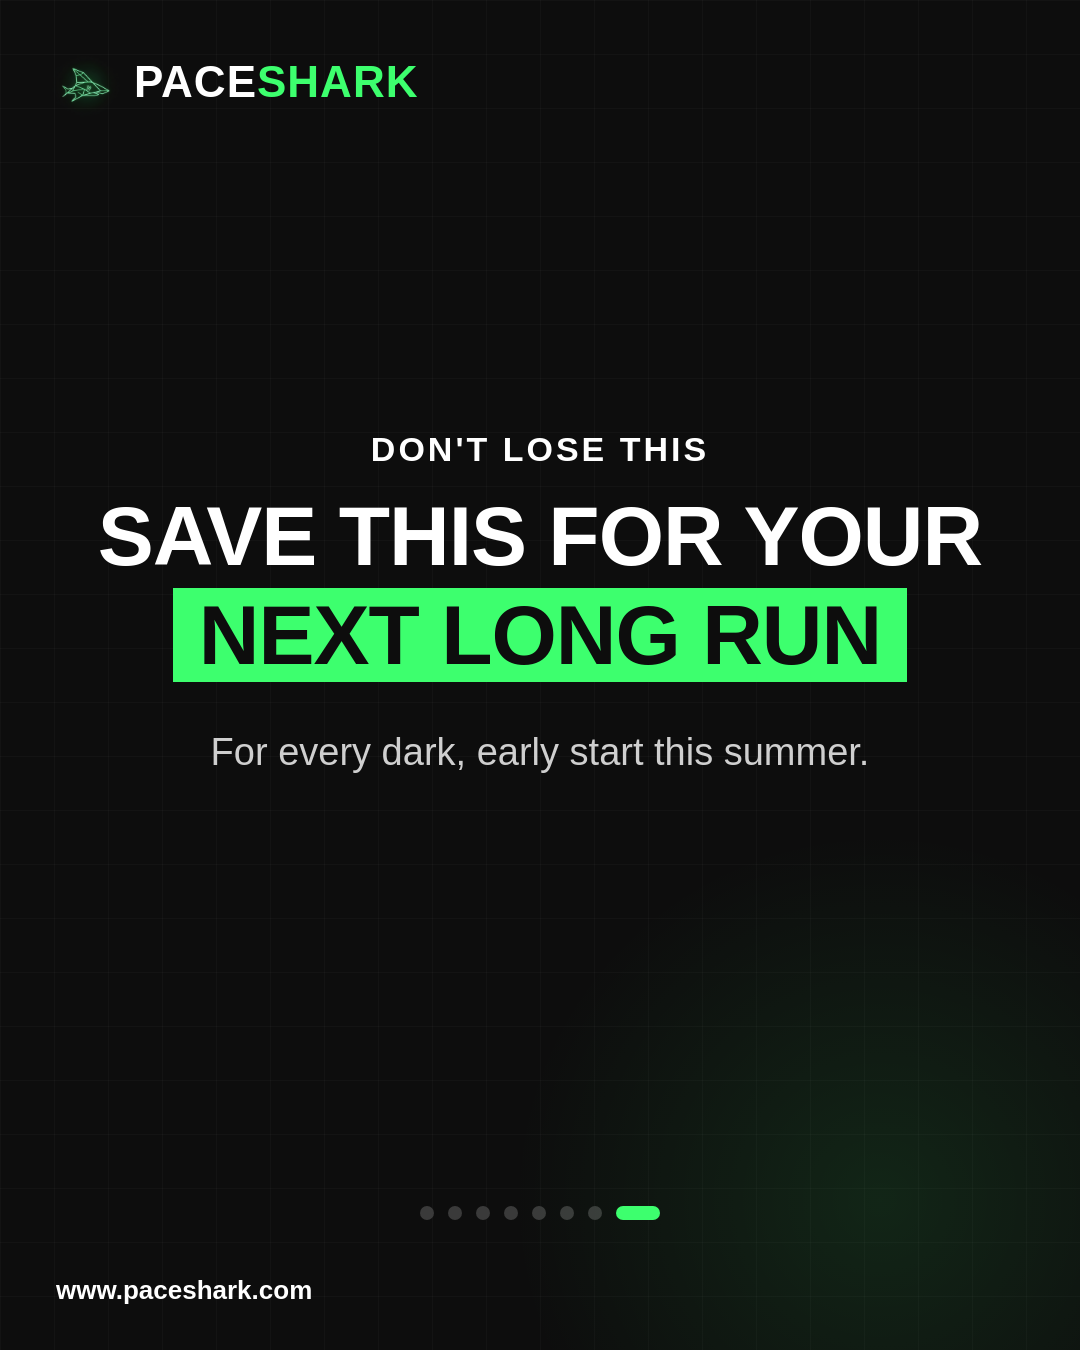 PACESHARK
DON'T LOSE THIS
SAVE THIS FOR YOUR
NEXT LONG RUN
For every dark, early start this summer.
www.paceshark.com